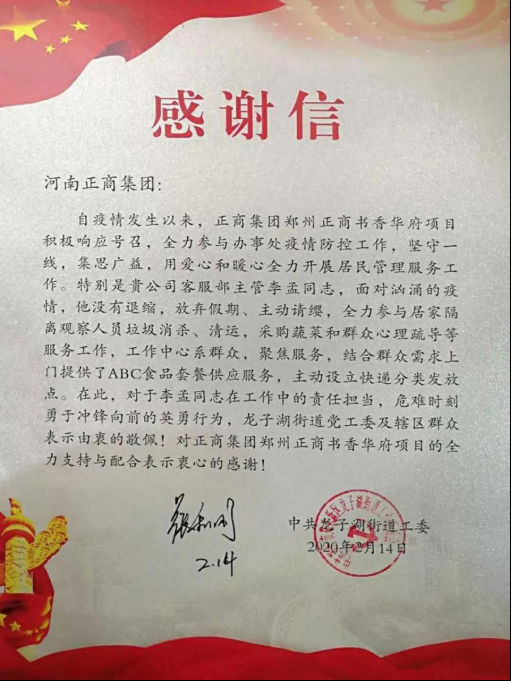 感谢信
河南正商集团:
自疫情发生以来，正商集团郑州正商书香华府项目
积极响应号召，全力参与办事处疫情防控工作，坚守一
线，集思广益，用爱心和暖心全力开展居民管理服务工
作。特别是贵公司客服部主管李孟同志，面对汹涌的疫
情，他没有退缩，放弃假期、主动请缨，全力参与居家隔
离观察人员垃圾消杀、清运，采购蔬菜和群众心理疏导等
服务工作，工作中心系群众，聚焦服务，结合群众需求上
门提供了ABC食品套餐供应服务，主动设立快递分类发放
点。在此，对于李孟同志在工作中的责任担当，危难时刻
勇于冲锋向前的英勇行为，龙子湖街道党工委及辖区群众
表示由衷的敬佩！对正商集团郑州正商书香华府项目的全
力支持与配合表示衷心的感谢！
2.14
中共龙子湖街道工委
2020年2月14日